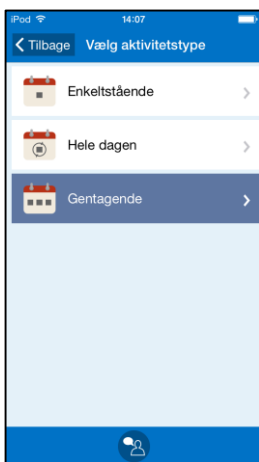 iPod 14:07
Tilbage Vælg aktivitetstype
Enkeltstående
Hele dagen
Gentagende